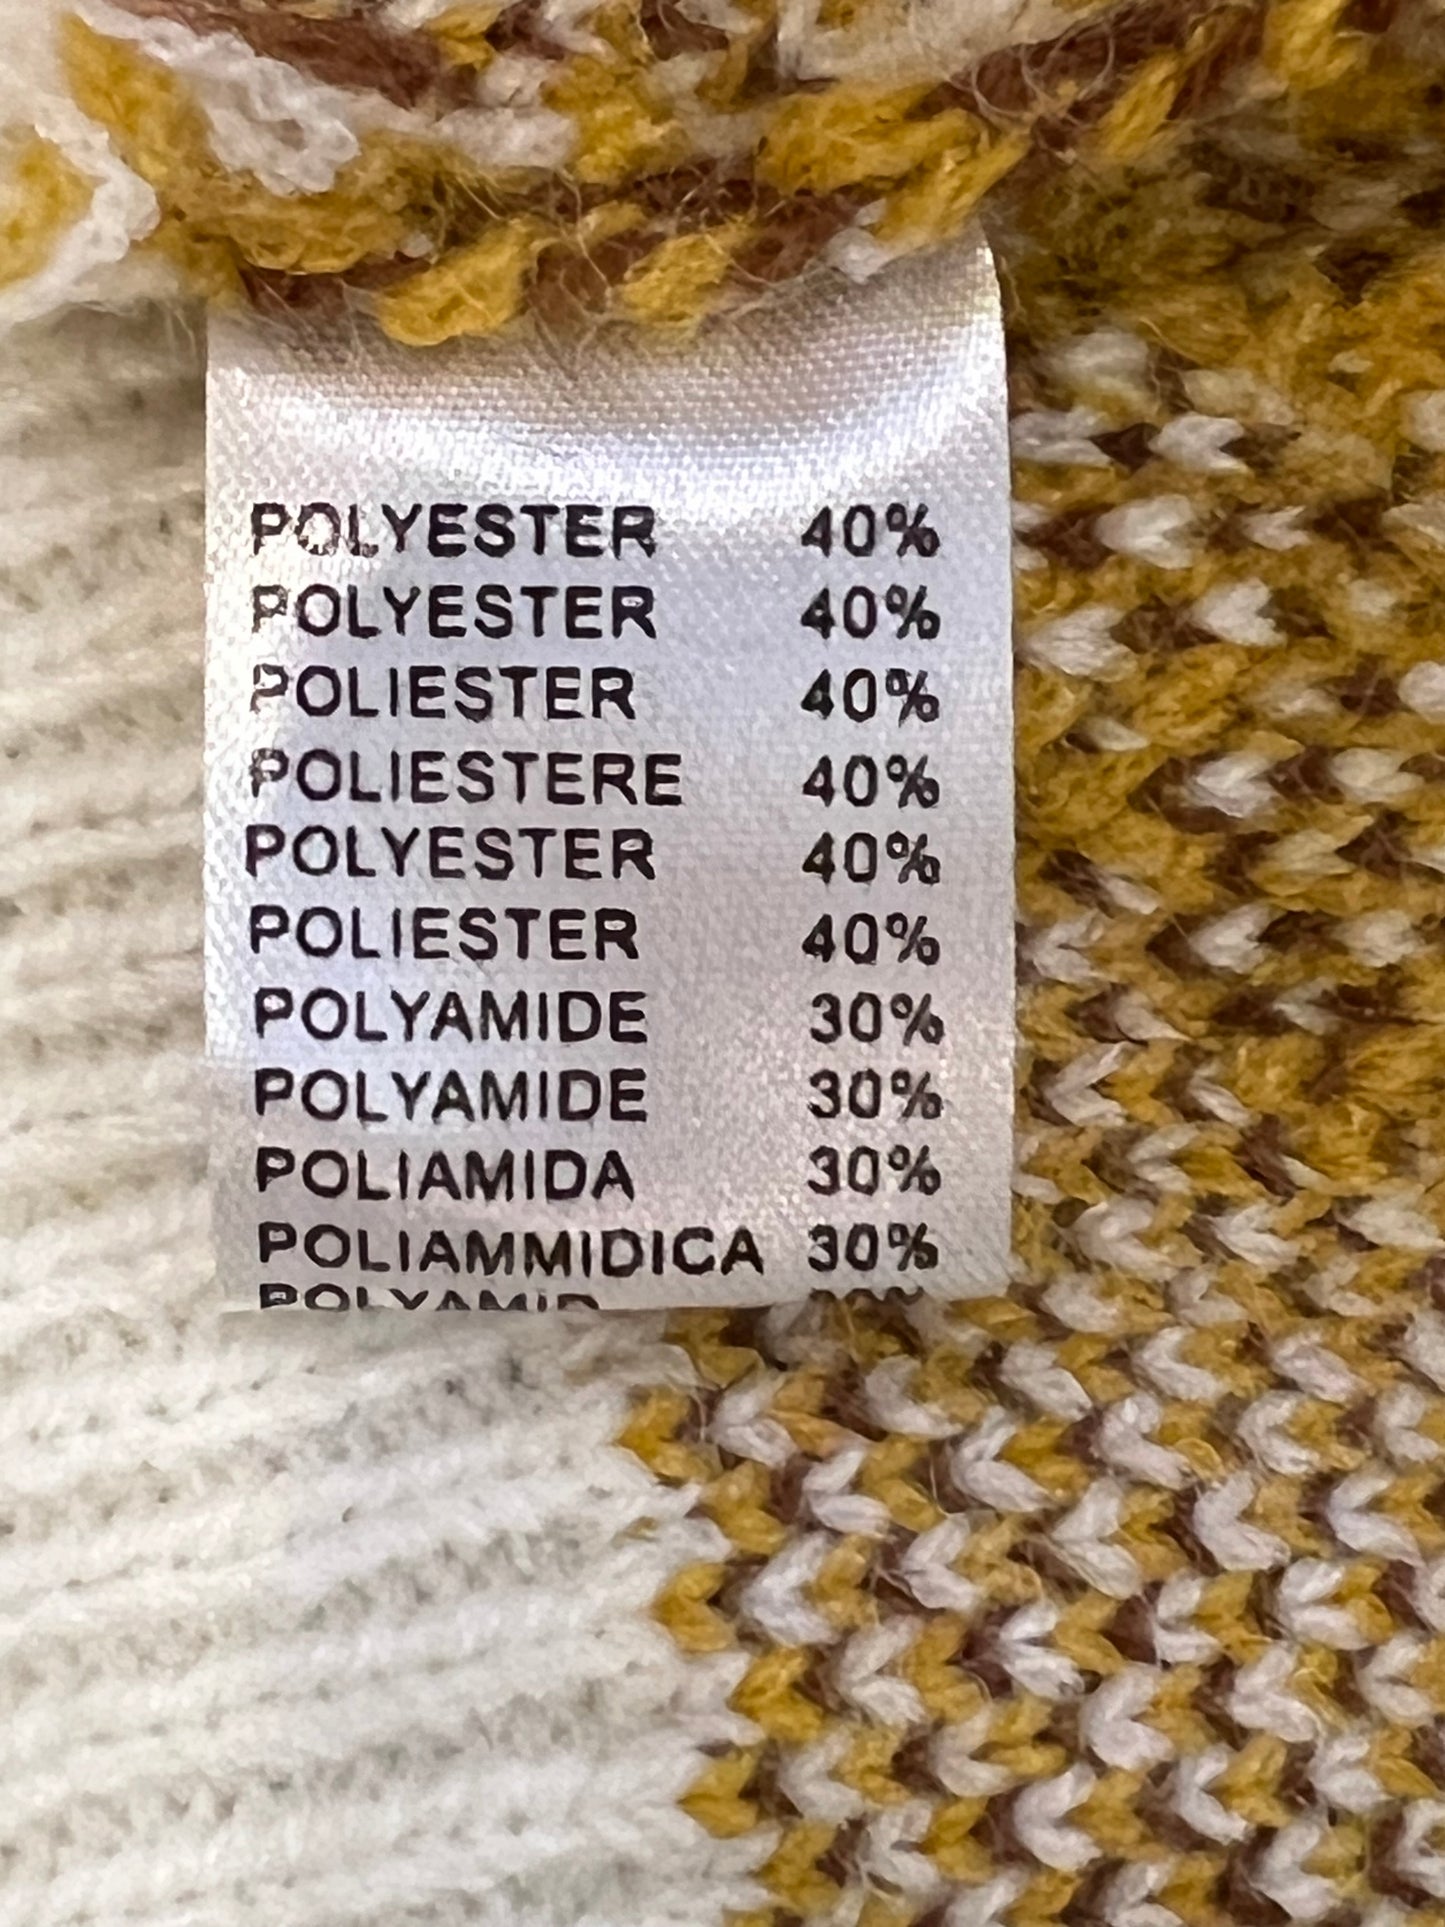 POLYESTER 40%
POLYESTER 40%
POLIESTER 40%
POLIESTERE 40%
POLYESTER 40%
POLIESTER 40%
POLYAMIDE 30%
POLYAMIDE 30%
POLIAMIDA 30%
POLIAMMIDICA 30%
POLYAMID